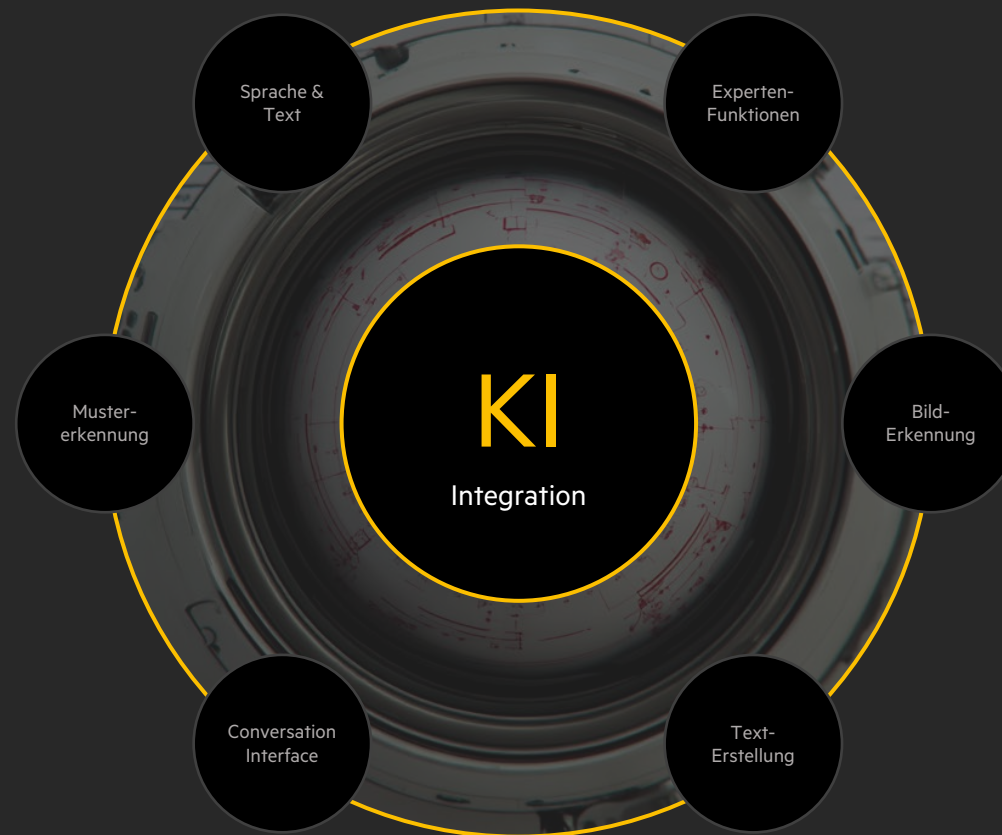 Sprache &
Text
Experten-
Funktionen
Muster-
erkennung
KI
Integration
Bild-
Erkennung
Conversation
Interface
Text-
Erstellung